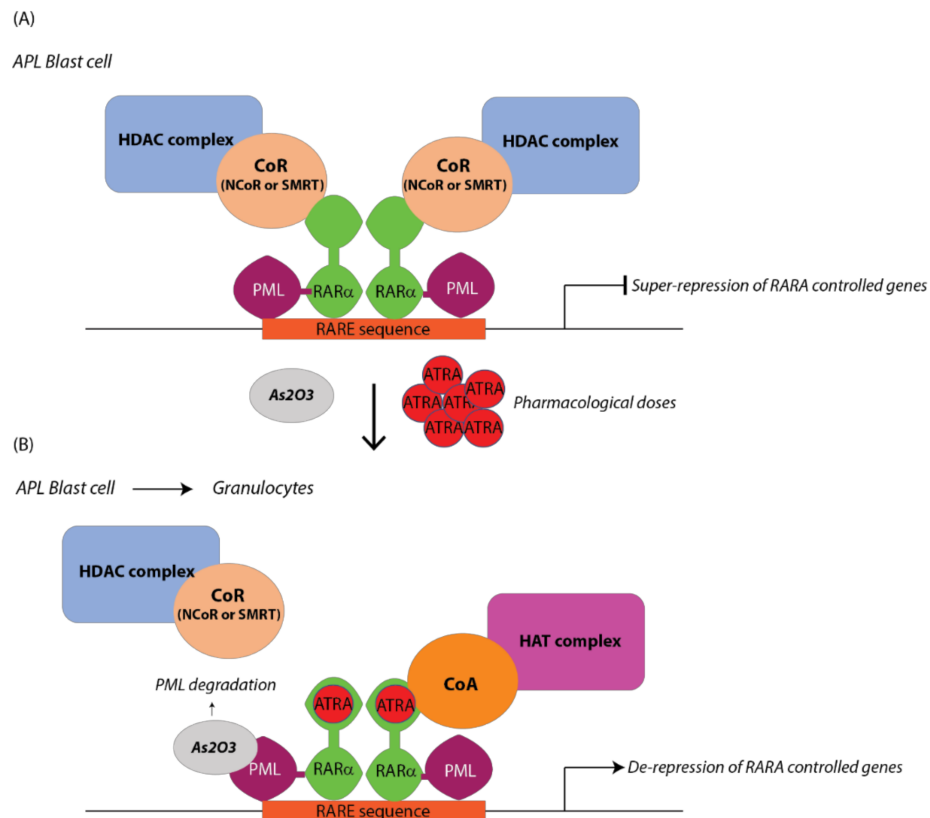 (A)
APL Blast cell
HDAC complex
HDAC complex
CoR
(NCoR or SMRT)
CoR
(NCoR or SMRT)
PML
RARα
RARα
PML
Super-repression of RARA controlled genes
RARE sequence
As2O3
ATRA
ATRA
ATRA
ATRA
ATRA
ATRA
Pharmacological doses
(B)
APL Blast cell
Granulocytes
HDAC complex
CoR
(NCoR or SMRT)
HAT complex
CoA
PML degradation
ATRA
ATRA
As2O3
PML
RARα
RARα
PML
De-repression of RARA controlled genes
RARE sequence